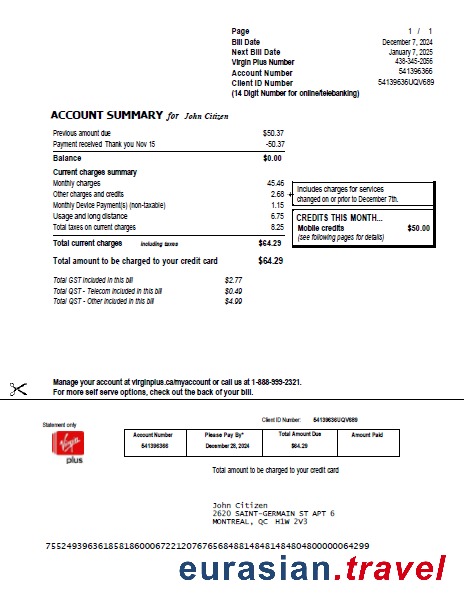 Page 1 / 1
Bill Date December 7, 2024
Next Bill Date January 7, 2025
Virgin Plus Number 438-345-2056
Account Number 541396366
Client ID Number 541396366UQV689
(14 Digit Number for online/telebanking)
ACCOUNT SUMMARY for John Citizen
Previous amount due $50.37
Payment received Thank you Nov 15 -50.37
Balance $0.00
Current charges summary
Monthly charges 45.46
Other charges and credits 2.68
Includes charges for services
changed on or prior to December 7th.
Monthly Device Payment(s) (non-taxable) 1.15
Usage and long distance 6.75
Total taxes on current charges 8.25
CREDITS THIS MONTH...
Mobile credits $50.00
(see following pages for details)
Total current charges including taxes $64.29
Total amount to be charged to your credit card $64.29
Total GST included in this bill $2.77
Total QST - Telecom included in this bill $0.49
Total QST - Other included in this bill $4.99
Manage your account at virginplus.ca/myaccount or call us at 1-888-999-2321.
For more self serve options, check out the back of your bill.
Statement only
Virgin
plus
Client ID Number: 54139636UQV689
Account Number Please Pay By* Total Amount Due Amount Paid
541396366 December 28, 2024 $64.29
Total amount to be charged to your credit card
John Citizen
2620 SAINT-GERMAIN ST APT 6
MONTREAL, QC H1W 2V3
755249396361858186000672212076765684881484814848048000000064299
eurasian.travel